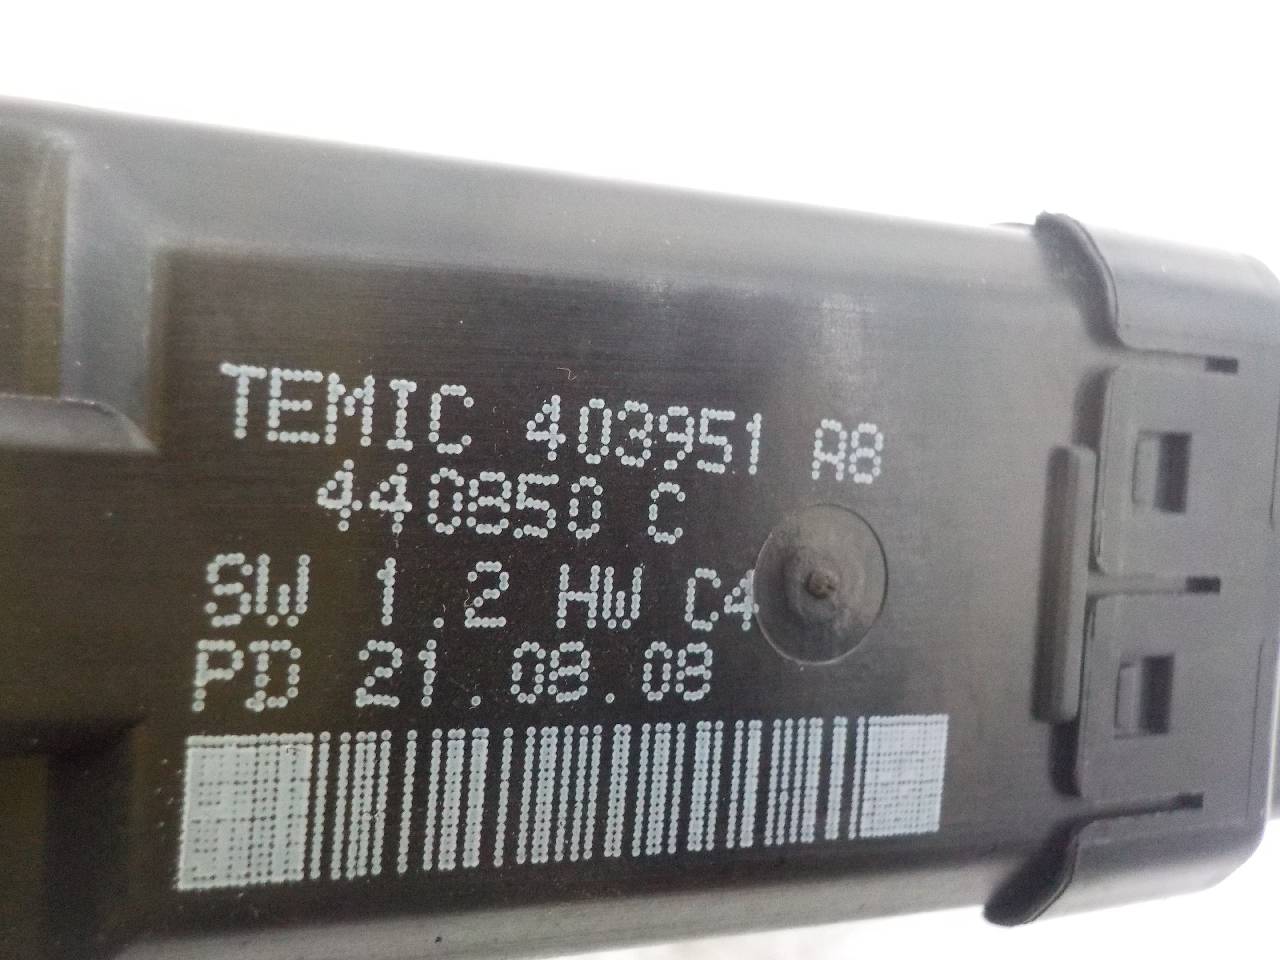 TEMIC 403951 A8
440850 C
SW 1.2 HW C4
PD 21.08.08